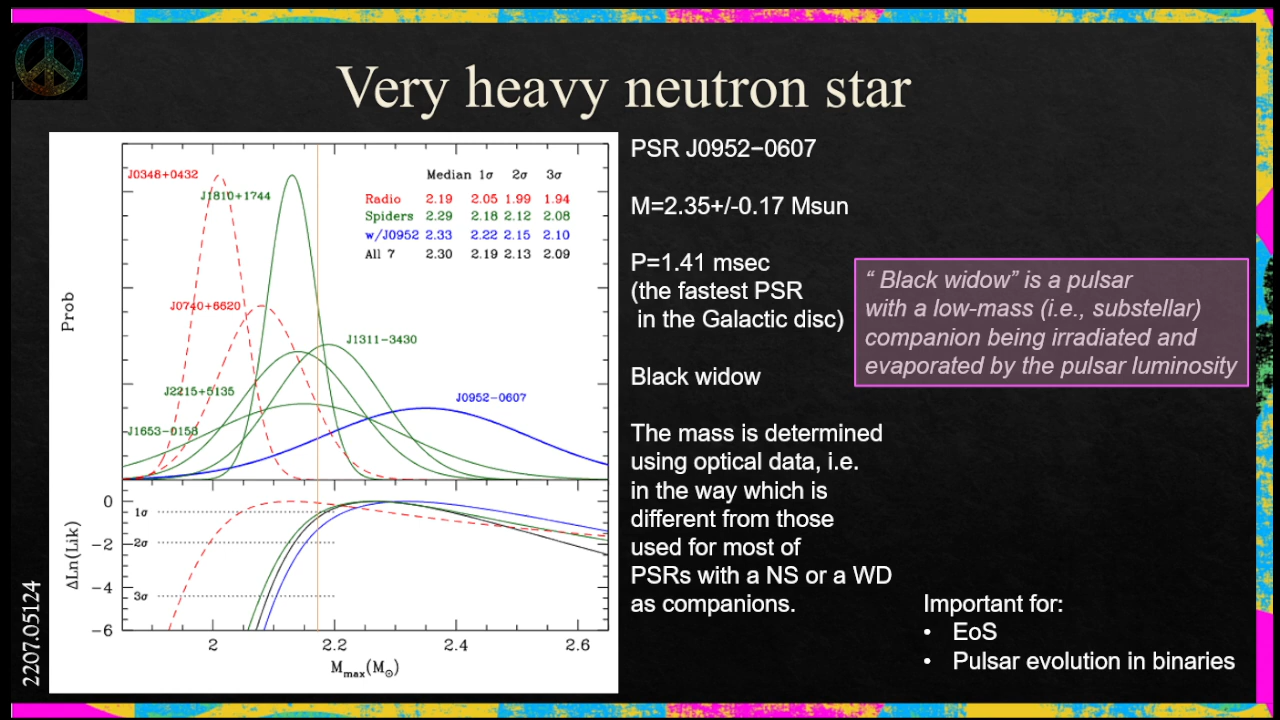 Very heavy neutron star
J0348+0432
J1810+1744
J0740+6620
J1311−3430
J2215+5135
J0952−0607
J1653−0158
Median 1σ 2σ 3σ
Radio 2.19 2.05 1.99 1.94
Spiders 2.29 2.18 2.12 2.08
w/J0952 2.33 2.22 2.15 2.10
All 7 2.30 2.19 2.13 2.09
Prob
0
1σ
−2
2σ
−4
3σ
−6
ΔLn(Lik)
2 2.2 2.4 2.6
Mmax(M⊙)
2207.05124
PSR J0952−0607
M=2.35+/-0.17 Msun
P=1.41 msec
(the fastest PSR
in the Galactic disc)
Black widow
The mass is determined
using optical data, i.e.
in the way which is
different from those
used for most of
PSRs with a NS or a WD
as companions.
“ Black widow” is a pulsar
with a low-mass (i.e., substellar)
companion being irradiated and
evaporated by the pulsar luminosity
Important for:
• EoS
• Pulsar evolution in binaries